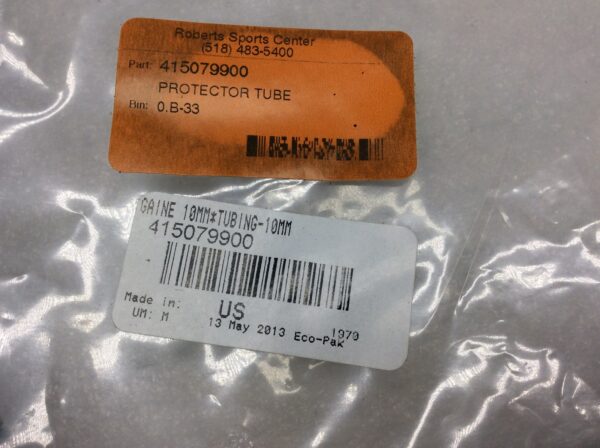 Roberts Sports Center
(518) 483-5400
Part: 415079900
PROTECTOR TUBE
Bin: 0.B-33
GAINE 10MM*TUBING-10MM
415079900
Made in: US
UM: M
13 May 2013 Eco-Pak 1979